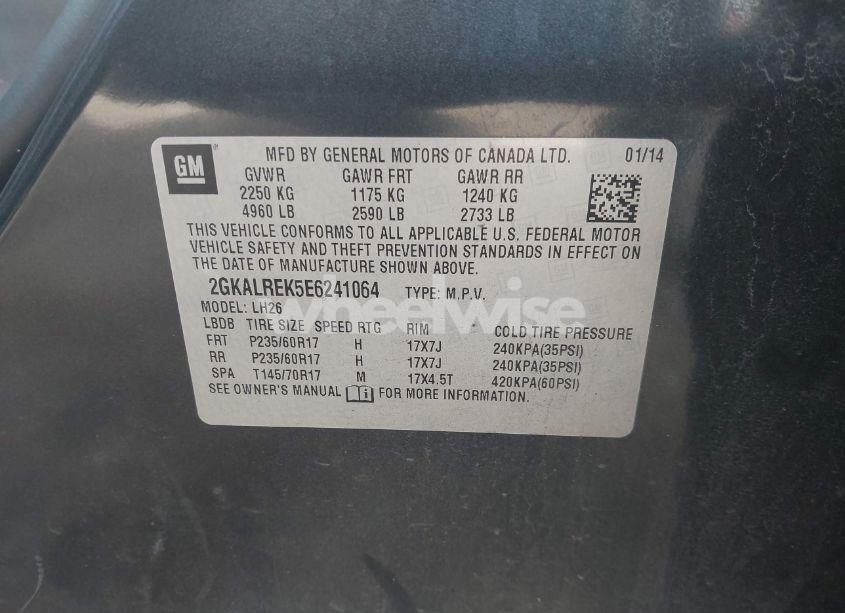 GM MFD BY GENERAL MOTORS OF CANADA LTD. 01/14
GVWR GAWR FRT GAWR RR
2250 KG 1175 KG 1240 KG
4960 LB 2590 LB 2733 LB
THIS VEHICLE CONFORMS TO ALL APPLICABLE U.S. FEDERAL MOTOR
VEHICLE SAFETY AND THEFT PREVENTION STANDARDS IN EFFECT ON
THE DATE OF MANUFACTURE SHOWN ABOVE.
2GKALREK5E6241064 TYPE: M.P.V.
MODEL: LH26
wheelwise
LBDB TIRE SIZE SPEED RTG RIM COLD TIRE PRESSURE
FRT P235/60R17 H 17X7J 240KPA(35PSI)
RR P235/60R17 H 17X7J 240KPA(35PSI)
SPA T145/70R17 M 17X4.5T 420KPA(60PSI)
SEE OWNER'S MANUAL i FOR MORE INFORMATION.